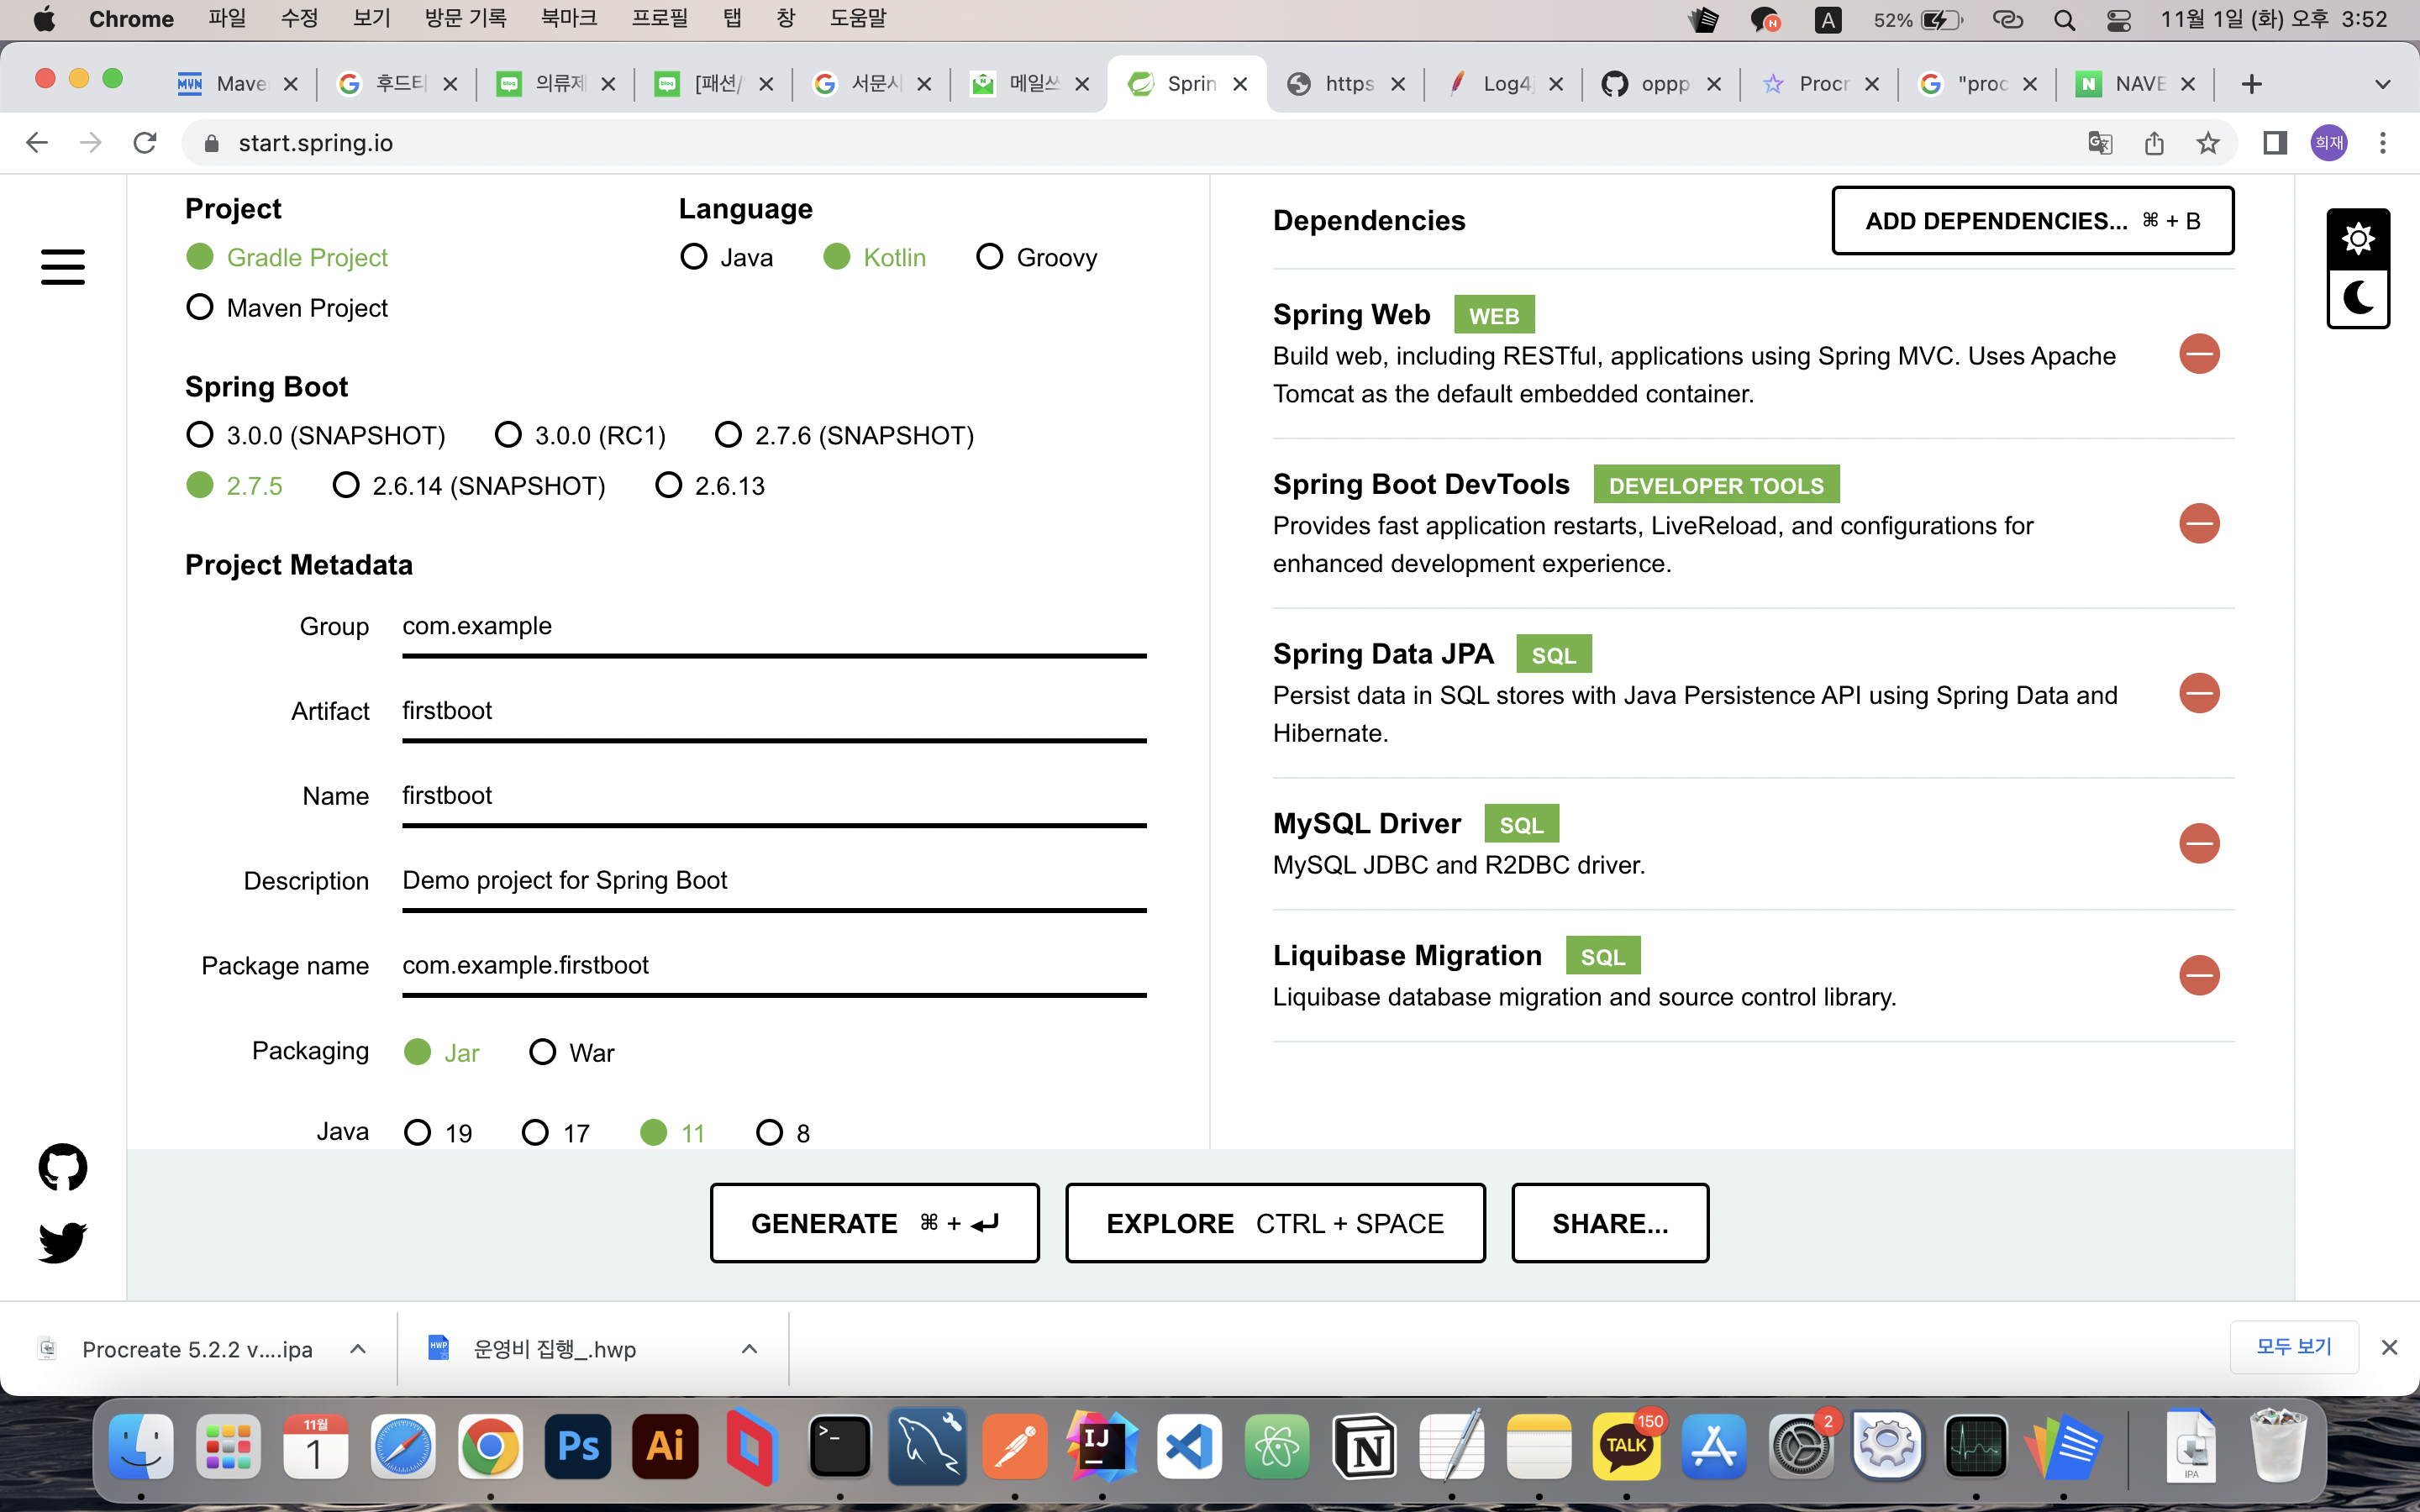 Chrome 파일 수정 보기 방문 기록 북마크 프로필 탭 창 도움말 N A 52% 11월 1일 (화) 오후 3:52
MVN Mave 후드티 blog 의류제 blog [패션/ 서문시 메일쓰 Sprin https Log4j oppp Procr "proc N NAVE
start.spring.io 희재
Project
Gradle Project
Maven Project
Language
Java Kotlin Groovy
Spring Boot
3.0.0 (SNAPSHOT) 3.0.0 (RC1) 2.7.6 (SNAPSHOT)
2.7.5 2.6.14 (SNAPSHOT) 2.6.13
Project Metadata
Group com.example
Artifact firstboot
Name firstboot
Description Demo project for Spring Boot
Package name com.example.firstboot
Packaging Jar War
Java 19 17 11 8
Dependencies ADD DEPENDENCIES... ⌘ + B
Spring Web WEB
Build web, including RESTful, applications using Spring MVC. Uses Apache
Tomcat as the default embedded container.
Spring Boot DevTools DEVELOPER TOOLS
Provides fast application restarts, LiveReload, and configurations for
enhanced development experience.
Spring Data JPA SQL
Persist data in SQL stores with Java Persistence API using Spring Data and
Hibernate.
MySQL Driver SQL
MySQL JDBC and R2DBC driver.
Liquibase Migration SQL
Liquibase database migration and source control library.
GENERATE ⌘ + ↵ EXPLORE CTRL + SPACE SHARE...
Procreate 5.2.2 v....ipa HWP 운영비 집행_.hwp 모두 보기
11월 1 Ps Ai >_ IJ N TALK 150 2 IPA